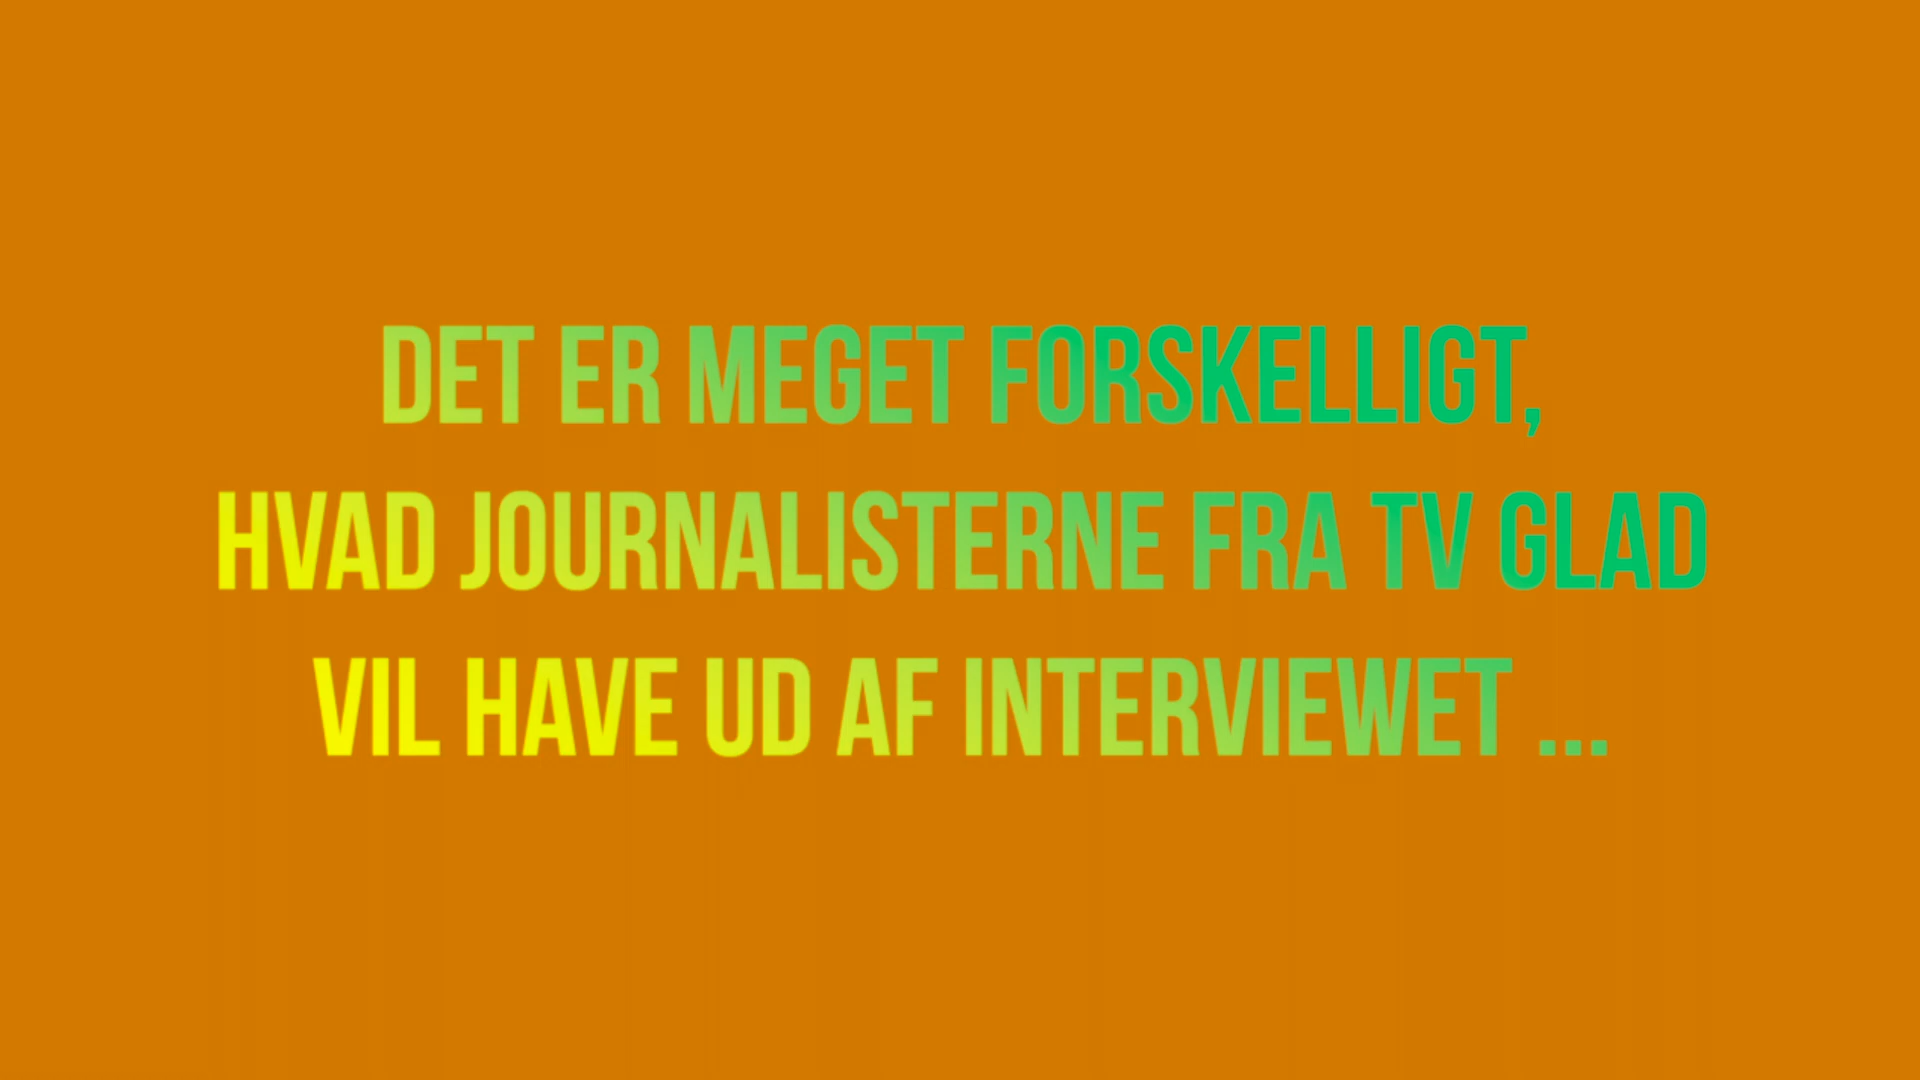 DET ER MEGET FORSKELLIGT,
HVAD JOURNALISTERNE FRA TV GLAD
VIL HAVE UD AF INTERVIEWET ...